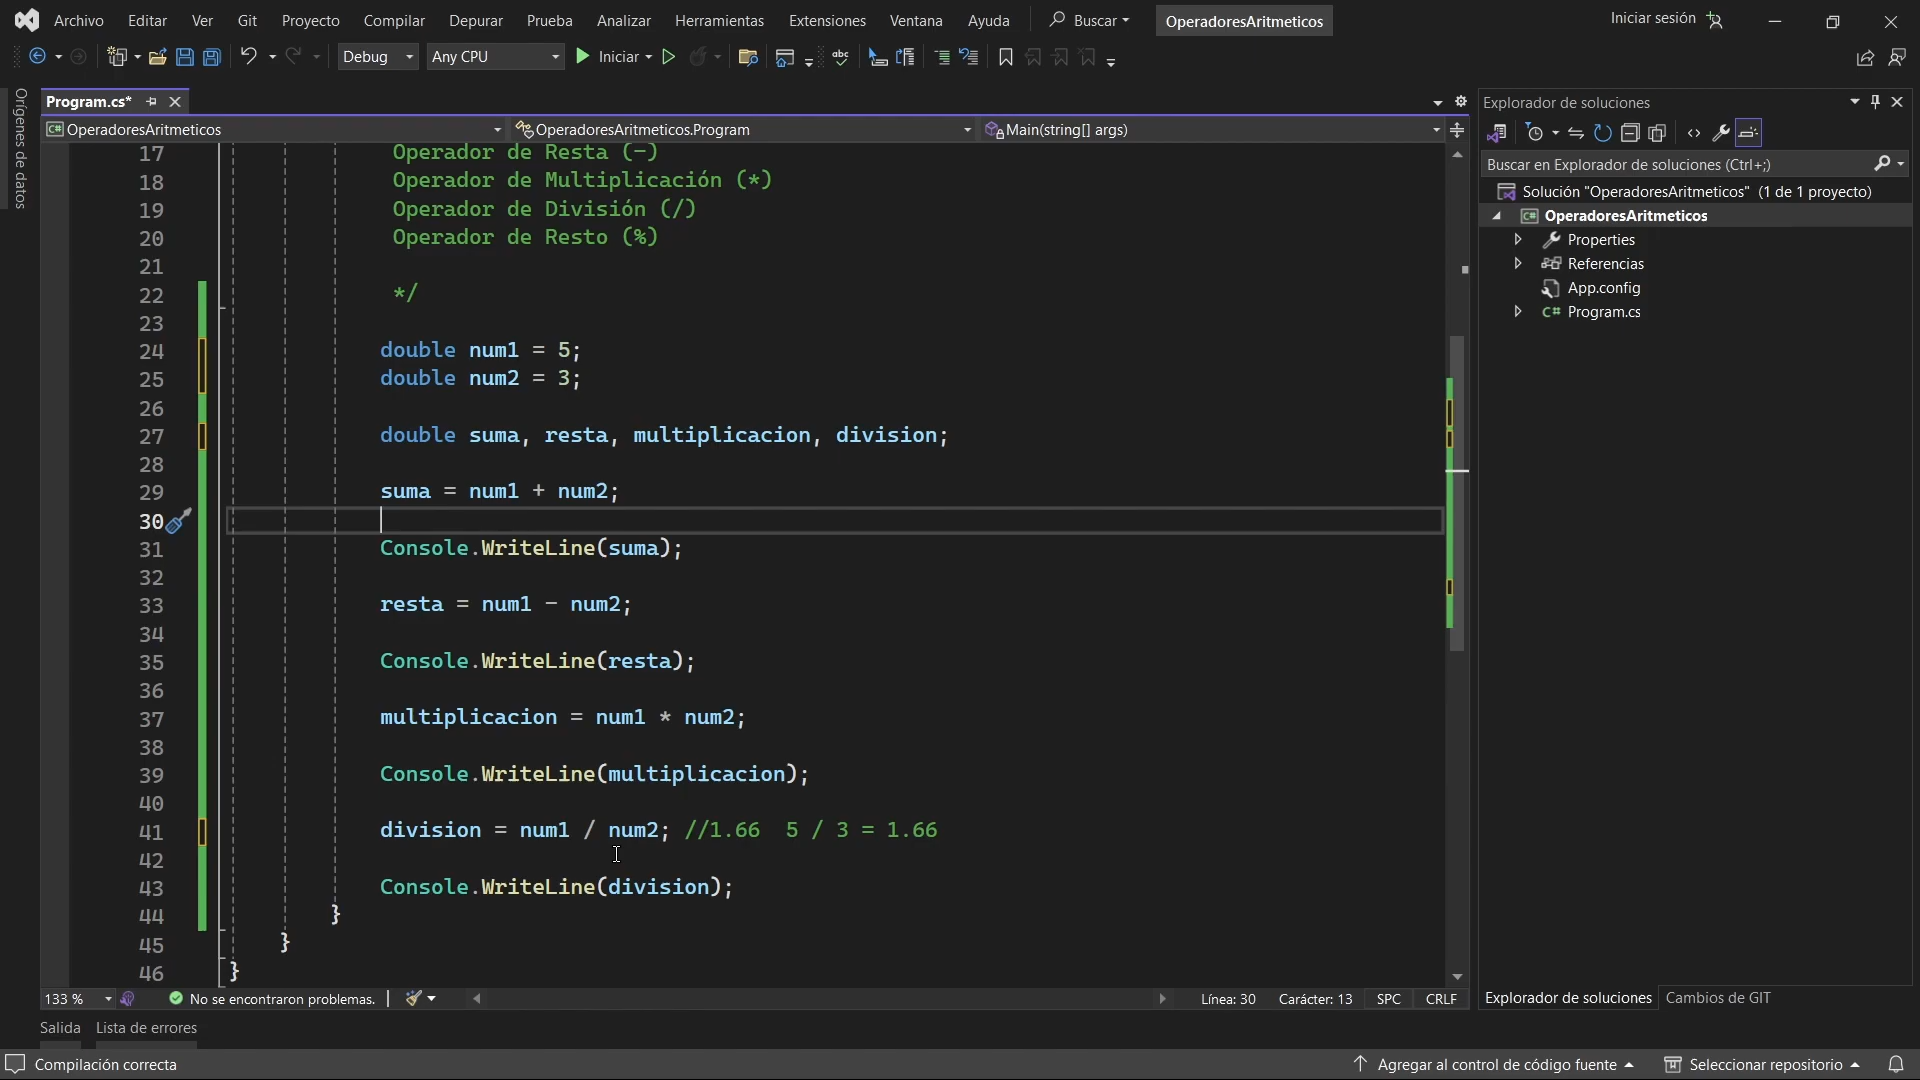 Archivo Editar Ver Git Proyecto Compilar Depurar Prueba Analizar Herramientas Extensiones Ventana Ayuda Buscar OperadoresAritmeticos Iniciar sesión
Debug Any CPU Iniciar abc
Orígenes de datos
Program.cs*
C# OperadoresAritmeticos OperadoresAritmeticos.Program Main(string[] args)
17 Operador de Resta (-)
18 Operador de Multiplicación (*)
19 Operador de División (/)
20 Operador de Resto (%)
21
22 */
23
24 double num1 = 5;
25 double num2 = 3;
26
27 double suma, resta, multiplicacion, division;
28
29 suma = num1 + num2;
30
31 Console.WriteLine(suma);
32
33 resta = num1 - num2;
34
35 Console.WriteLine(resta);
36
37 multiplicacion = num1 * num2;
38
39 Console.WriteLine(multiplicacion);
40
41 division = num1 / num2; //1.66  5 / 3 = 1.66
42
43 Console.WriteLine(division);
44 }
45 }
46 }
133 % No se encontraron problemas. Línea: 30 Carácter: 13 SPC CRLF
Explorador de soluciones
Buscar en Explorador de soluciones (Ctrl+;)
Solución "OperadoresAritmeticos" (1 de 1 proyecto)
C# OperadoresAritmeticos
Properties
Referencias
App.config
C# Program.cs
Explorador de soluciones Cambios de GIT
Salida Lista de errores
Compilación correcta Agregar al control de código fuente Seleccionar repositorio